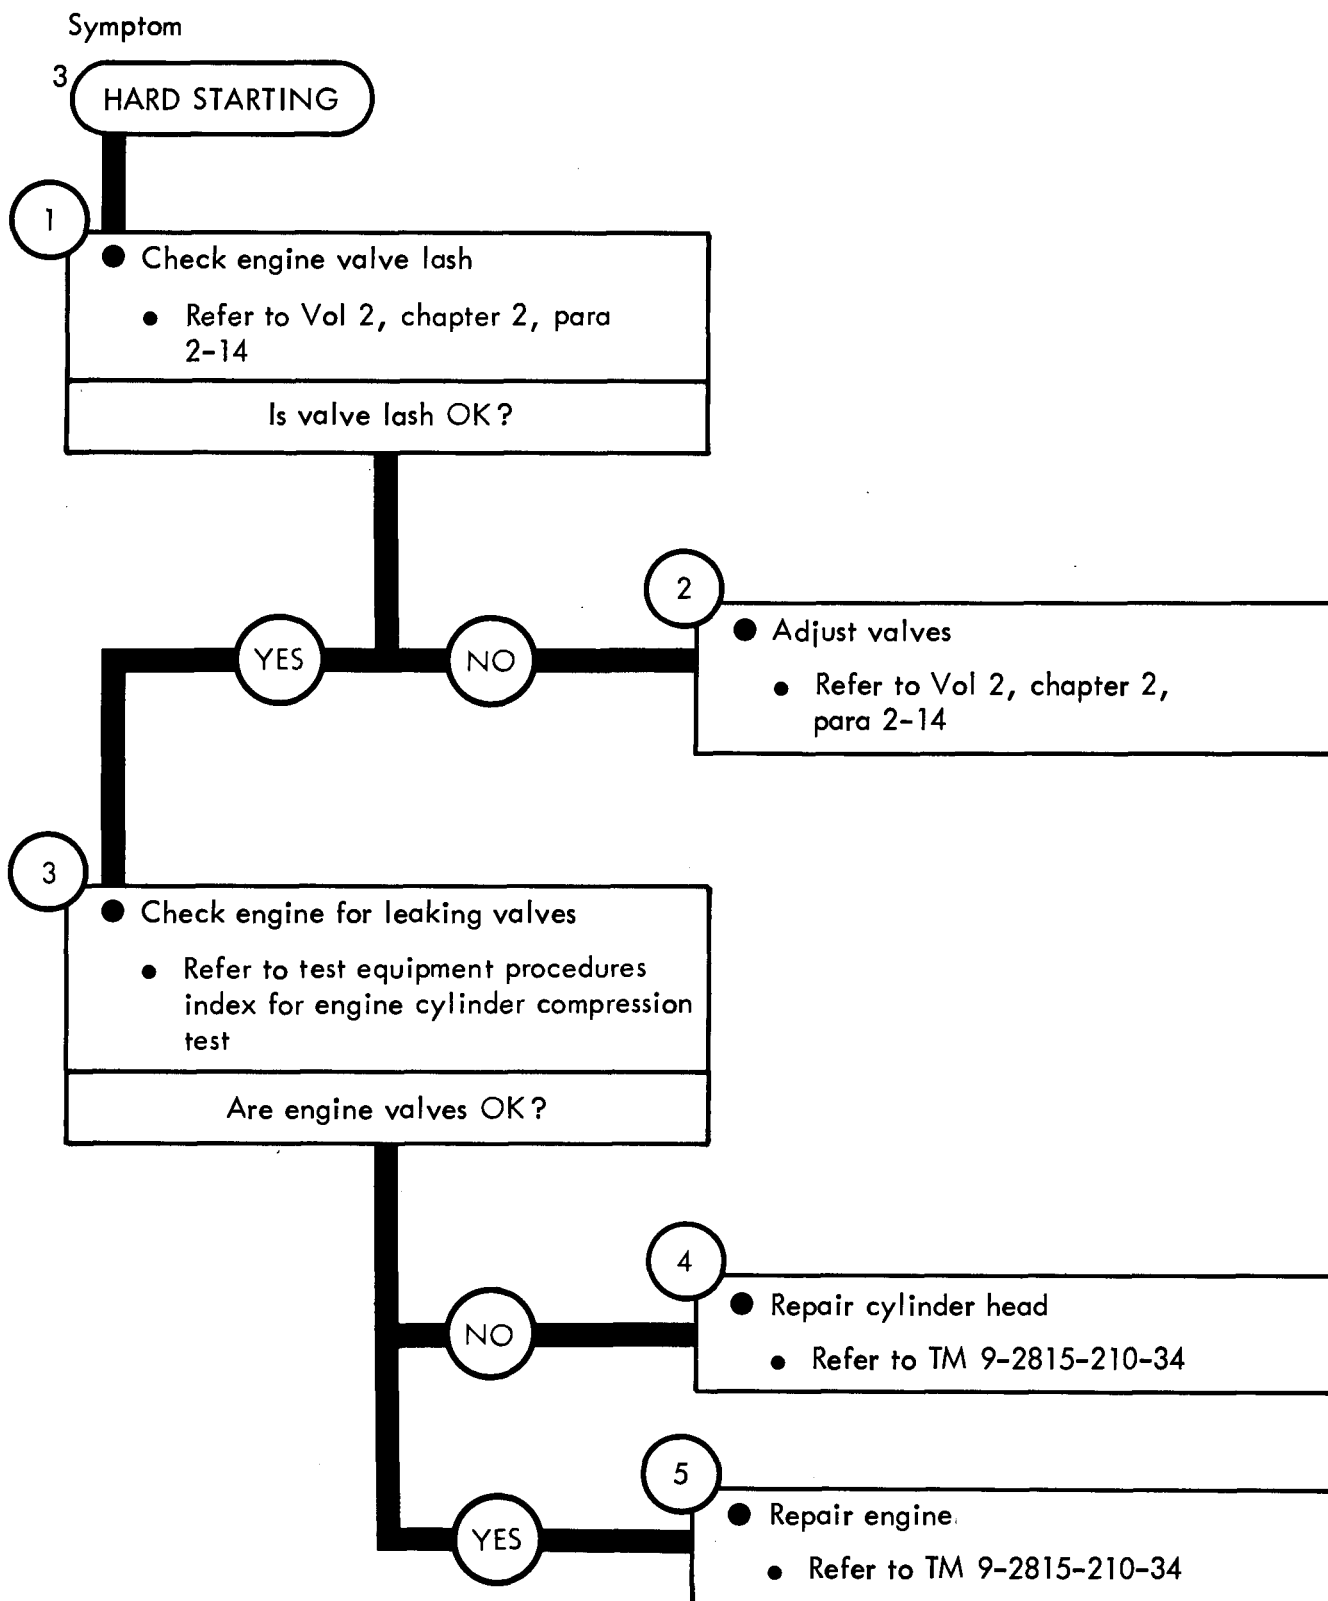 Symptom
3
HARD STARTING
1
● Check engine valve lash
● Refer to Vol 2, chapter 2, para
2-14
Is valve lash OK?
YES
NO
2
● Adjust valves
● Refer to Vol 2, chapter 2,
para 2-14
3
● Check engine for leaking valves
● Refer to test equipment procedures
index for engine cylinder compression
test
Are engine valves OK?
NO
4
● Repair cylinder head
● Refer to TM 9-2815-210-34
YES
5
● Repair engine
● Refer to TM 9-2815-210-34